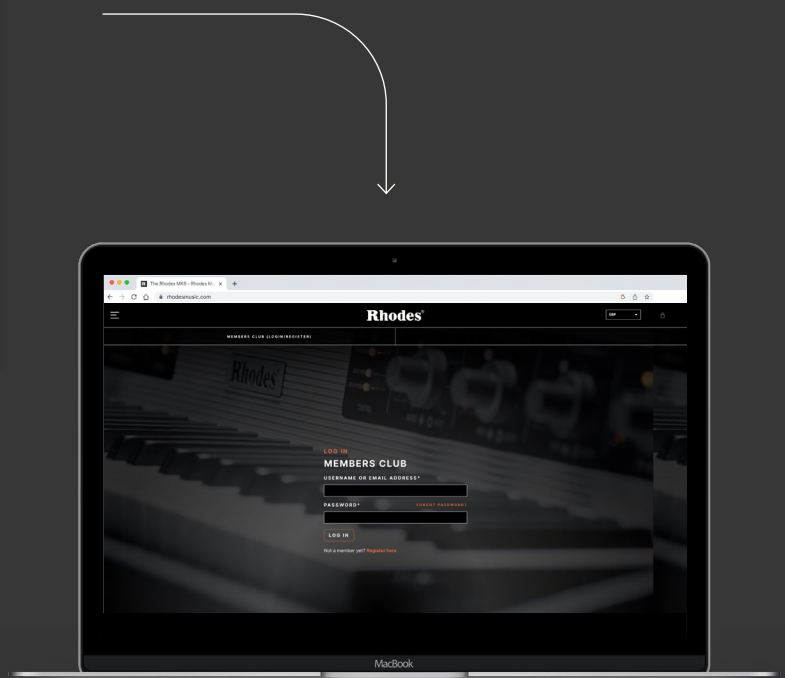 The Rhodes MK8 - Rhodes M
rhodesmusic.com
Rhodes®
GBP
MEMBERS CLUB (LOGIN/REGISTER)
Rhodes
LOG IN
MEMBERS CLUB
USERNAME OR EMAIL ADDRESS*
PASSWORD* FORGOT PASSWORD?
LOG IN
Not a member yet? Register here
MacBook